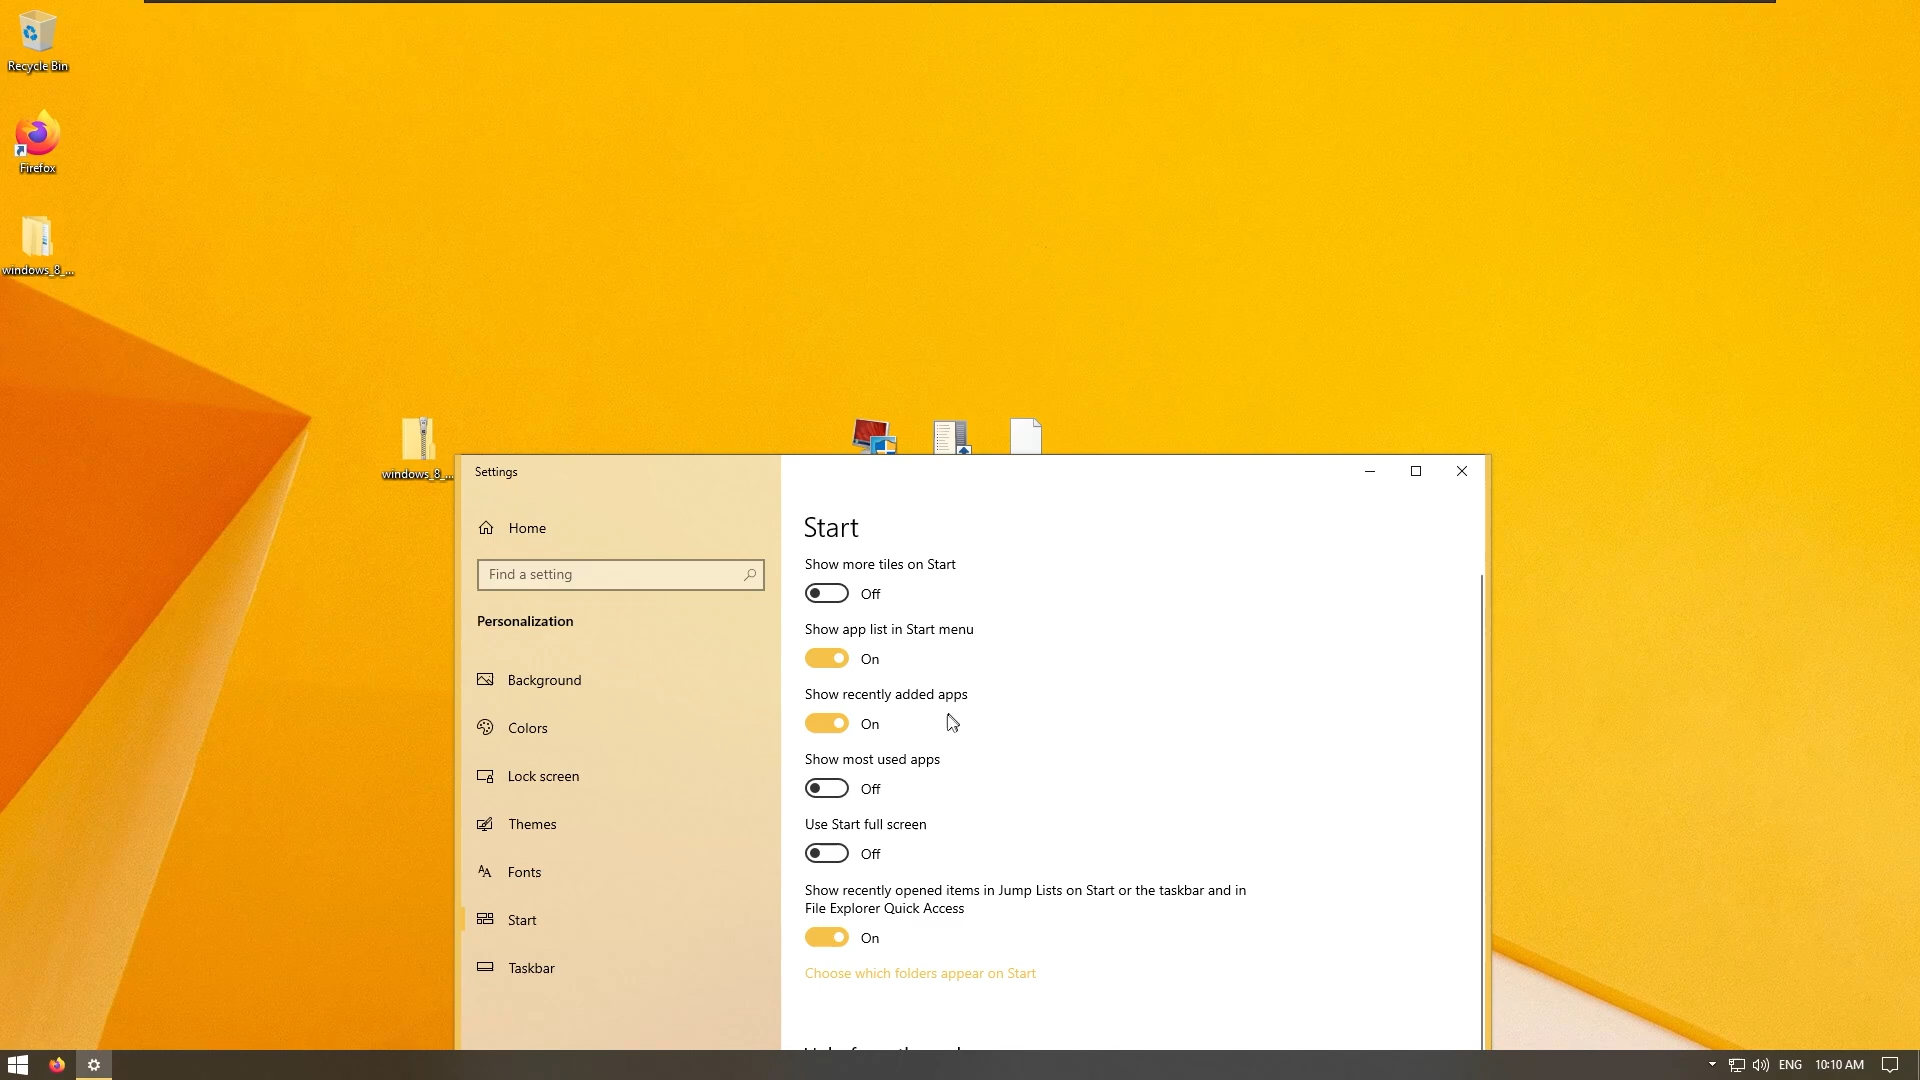 Recycle Bin
Firefox
windows_8_...
windows_8_...
Settings
Home
Find a setting
Personalization
Background
Colors
Lock screen
Themes
Fonts
Start
Taskbar
Start
Show more tiles on Start
Off
Show app list in Start menu
On
Show recently added apps
On
Show most used apps
Off
Use Start full screen
Off
Show recently opened items in Jump Lists on Start or the taskbar and in
File Explorer Quick Access
On
Choose which folders appear on Start
ENG
10:10 AM